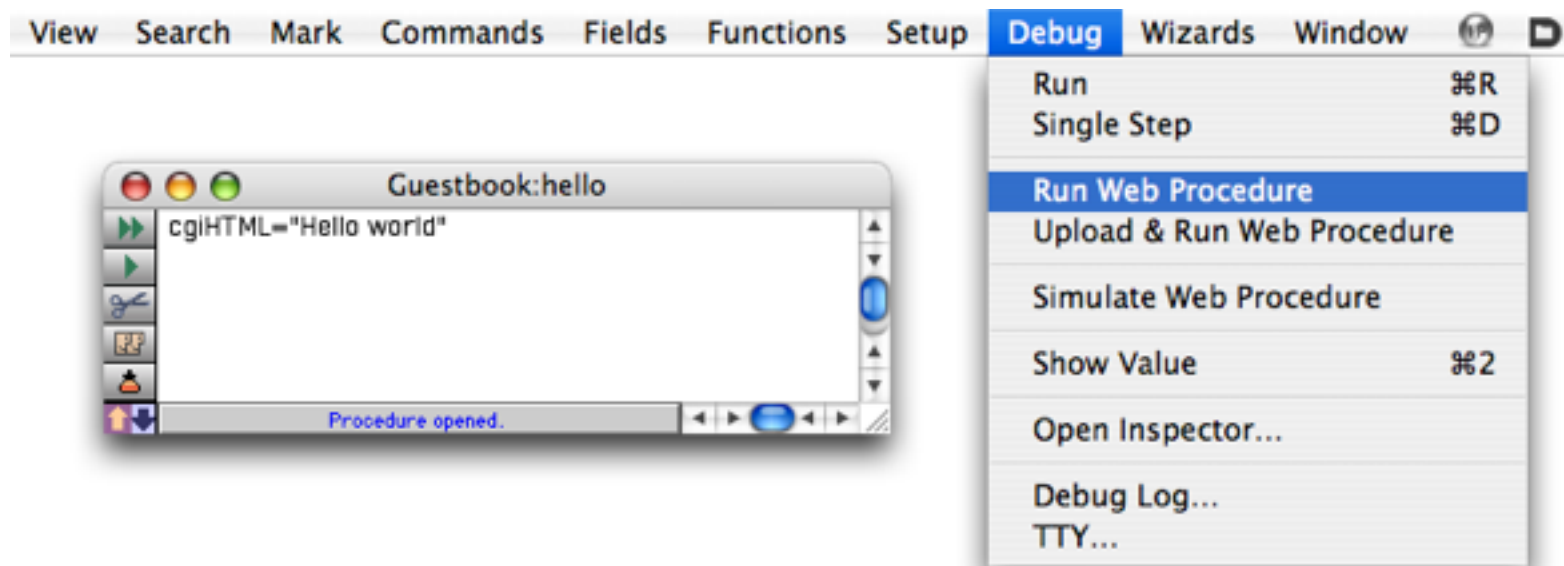 View Search Mark Commands Fields Functions Setup Debug Wizards Window
Run ⌘R
Single Step ⌘D
Run Web Procedure
Upload & Run Web Procedure
Simulate Web Procedure
Show Value ⌘2
Open Inspector...
Debug Log...
TTY...
Guestbook:hello
cgiHTML="Hello world"
Procedure opened.